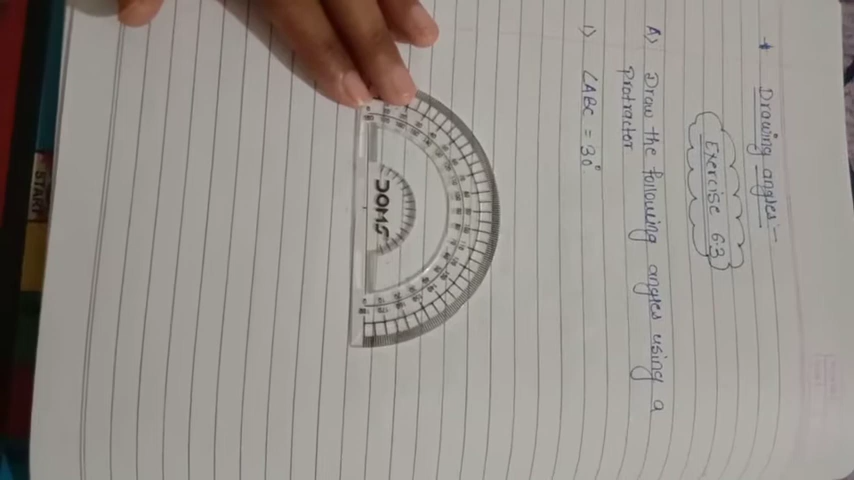 * Drawing angles:-
Exercise 6.3
A) Draw the following angles using a
protractor
1) ∠ABC = 30°
DOMS
START